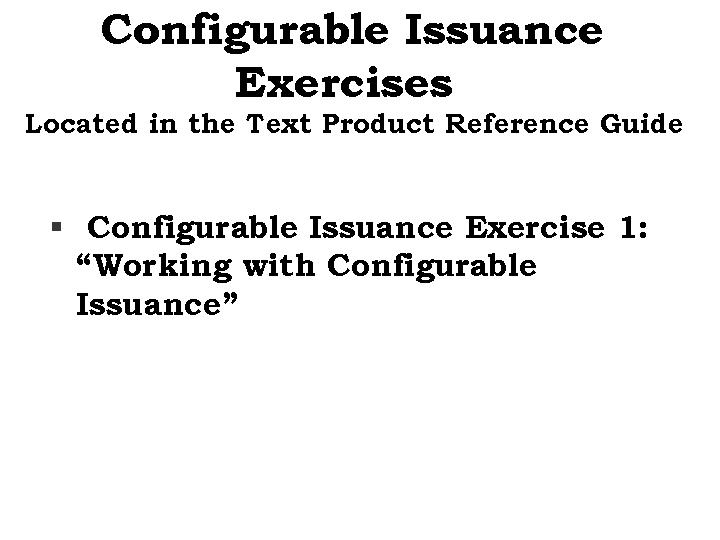 Configurable Issuance
Exercises
Located in the Text Product Reference Guide
▪ Configurable Issuance Exercise 1:
“Working with Configurable
Issuance”